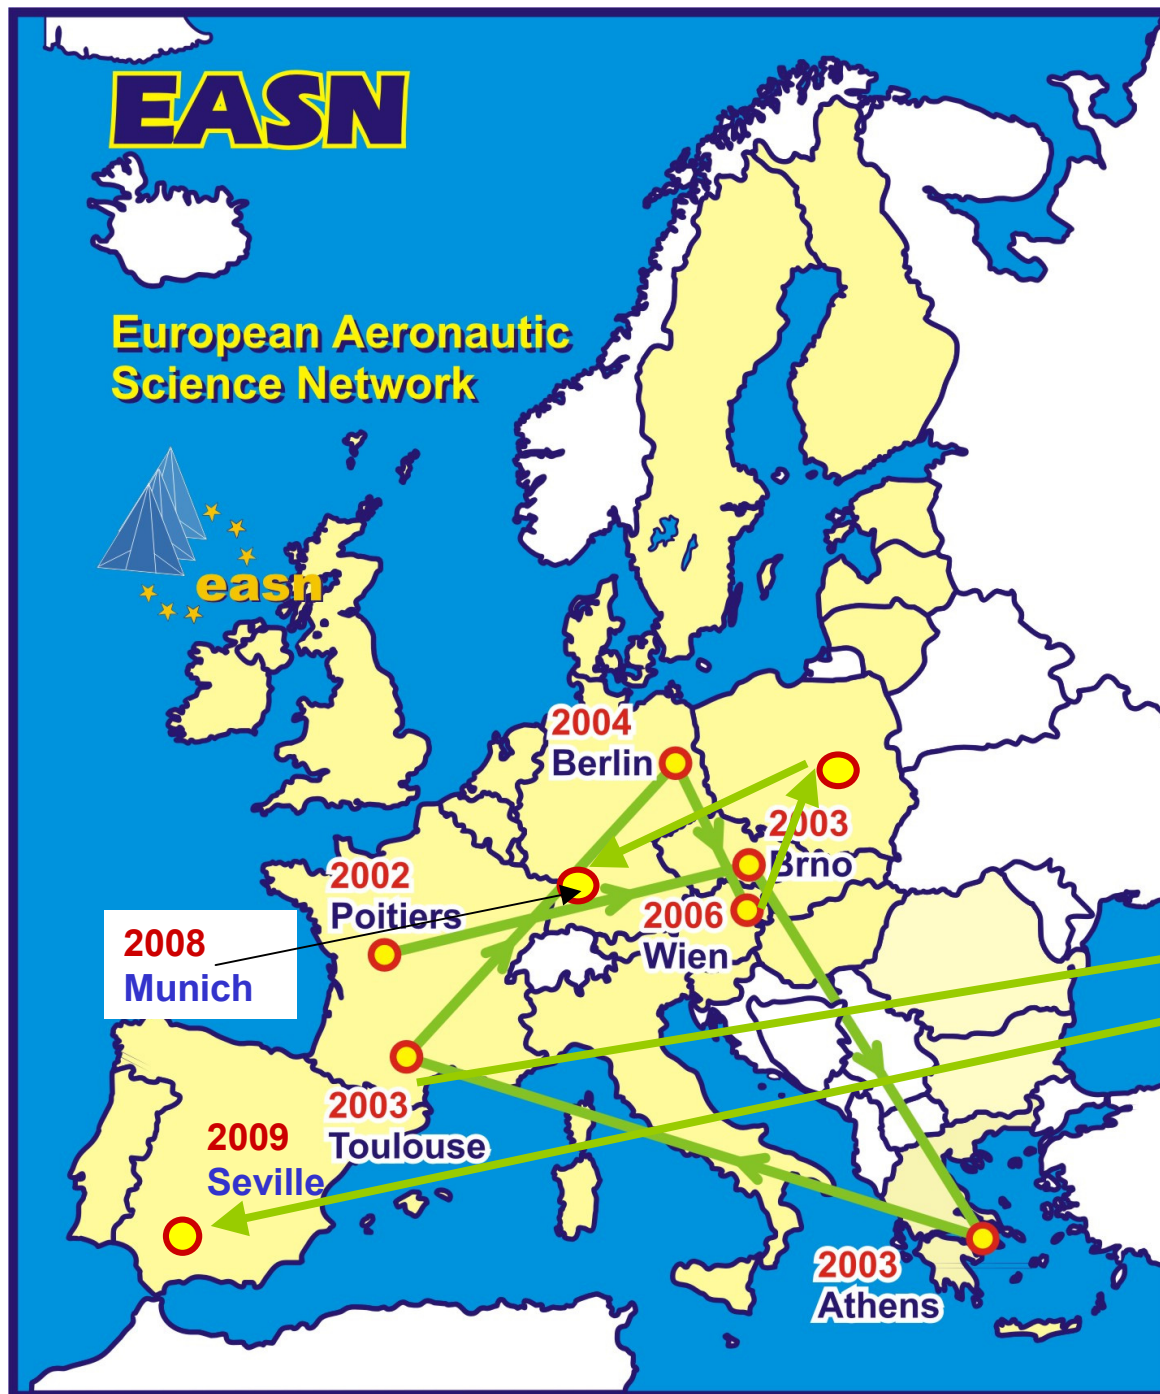 EASN
European Aeronautic
Science Network
easn
2004
Berlin
2003
Brno
2002
Poitiers
2006
Wien
2008
Munich
2003
Toulouse
2009
Seville
2003
Athens